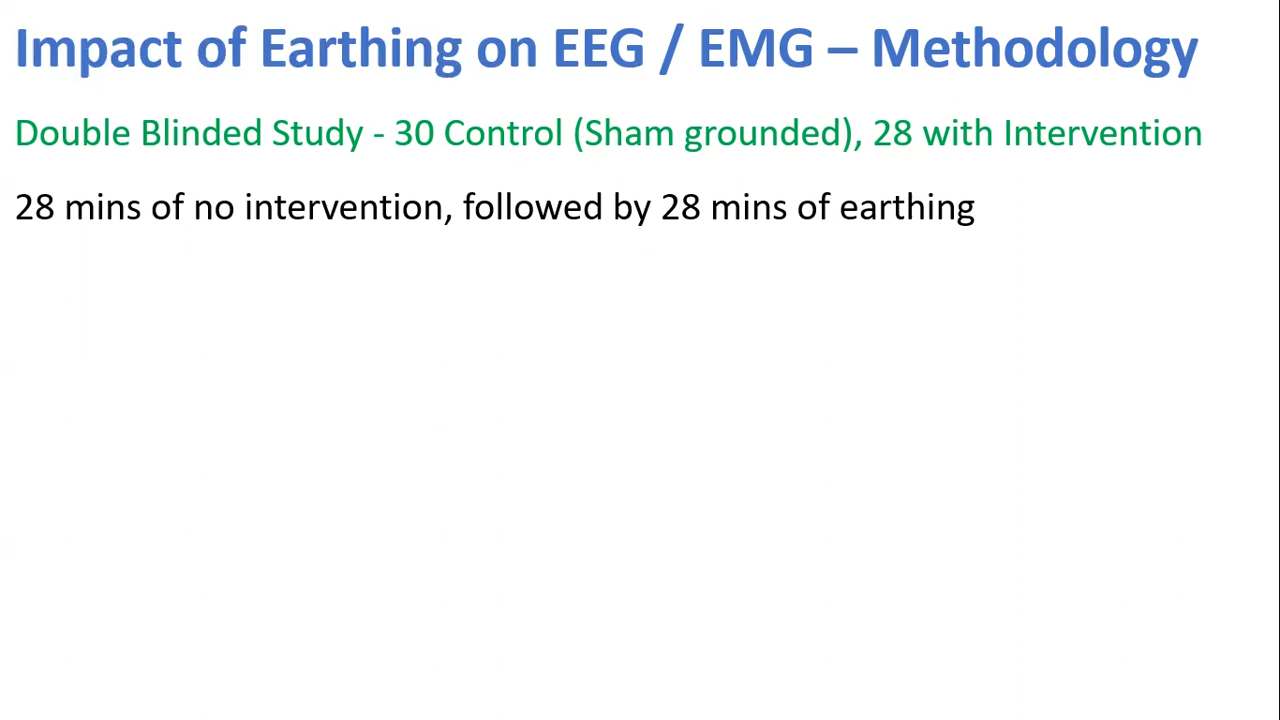 Impact of Earthing on EEG / EMG – Methodology
Double Blinded Study - 30 Control (Sham grounded), 28 with Intervention
28 mins of no intervention, followed by 28 mins of earthing